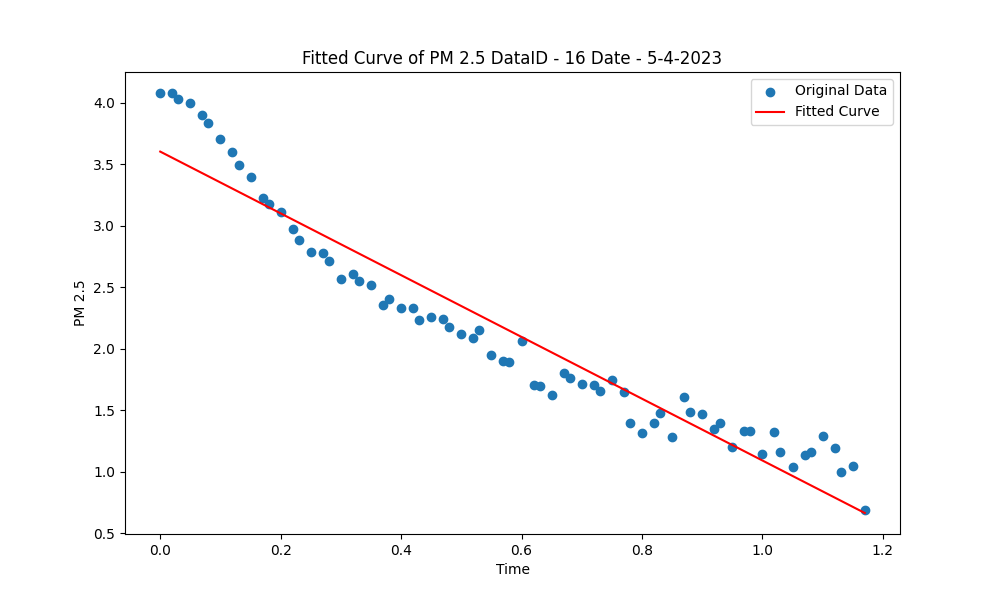 Fitted Curve of PM 2.5 DataID - 16 Date - 5-4-2023
Original Data
Fitted Curve
4.0
3.5
3.0
2.5
2.0
1.5
1.0
0.5
PM 2.5
0.0 0.2 0.4 0.6 0.8 1.0 1.2
Time